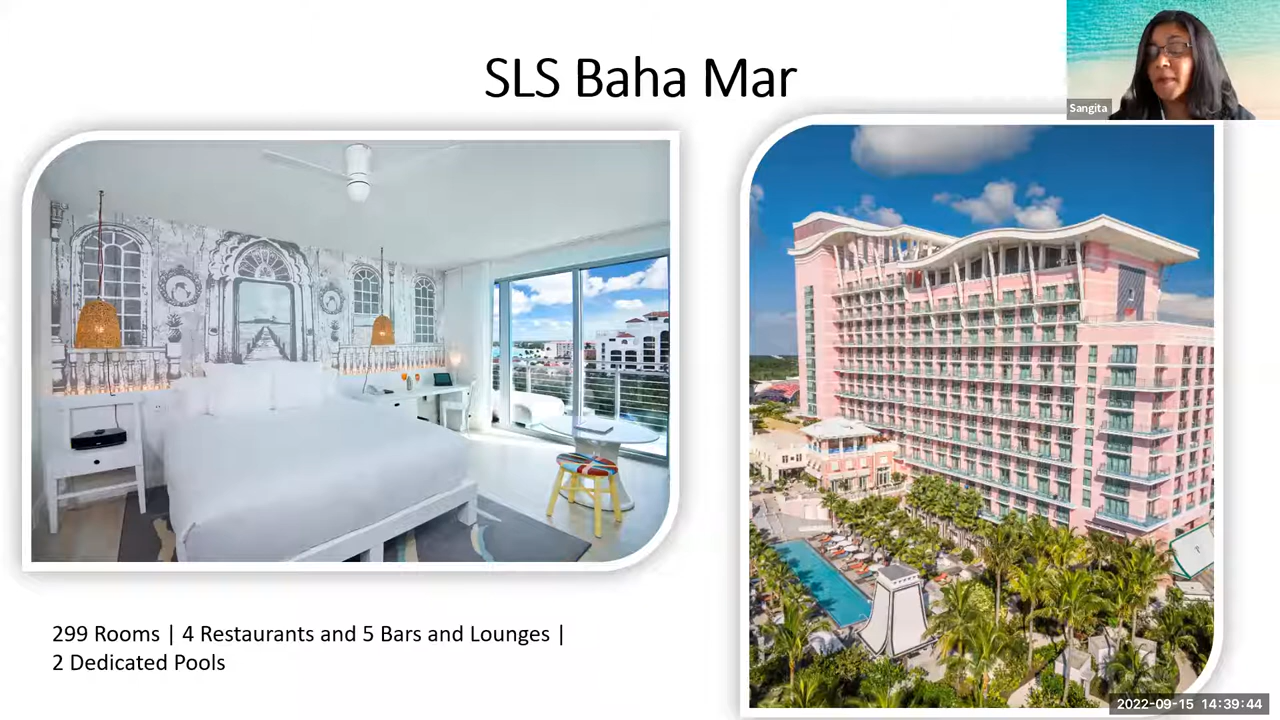 SLS Baha Mar
Sangita
299 Rooms | 4 Restaurants and 5 Bars and Lounges |
2 Dedicated Pools
2022-09-15 14:39:44